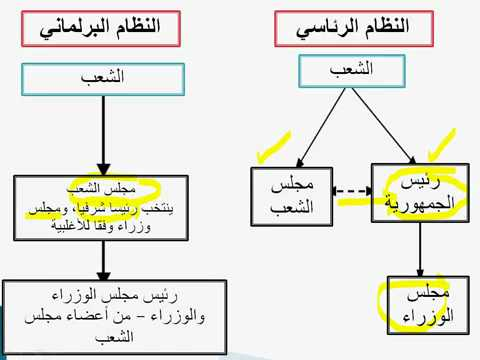 النظام الرئاسي
الشعب
رئيس
الجمهورية
مجلس
الشعب
مجلس
الوزراء
النظام البرلماني
الشعب
مجلس الشعب
ينتخب رئيسا شرفيا، ومجلس
وزراء وفقا للأغلبية
رئيس مجلس الوزراء
والوزراء – من أعضاء مجلس
الشعب